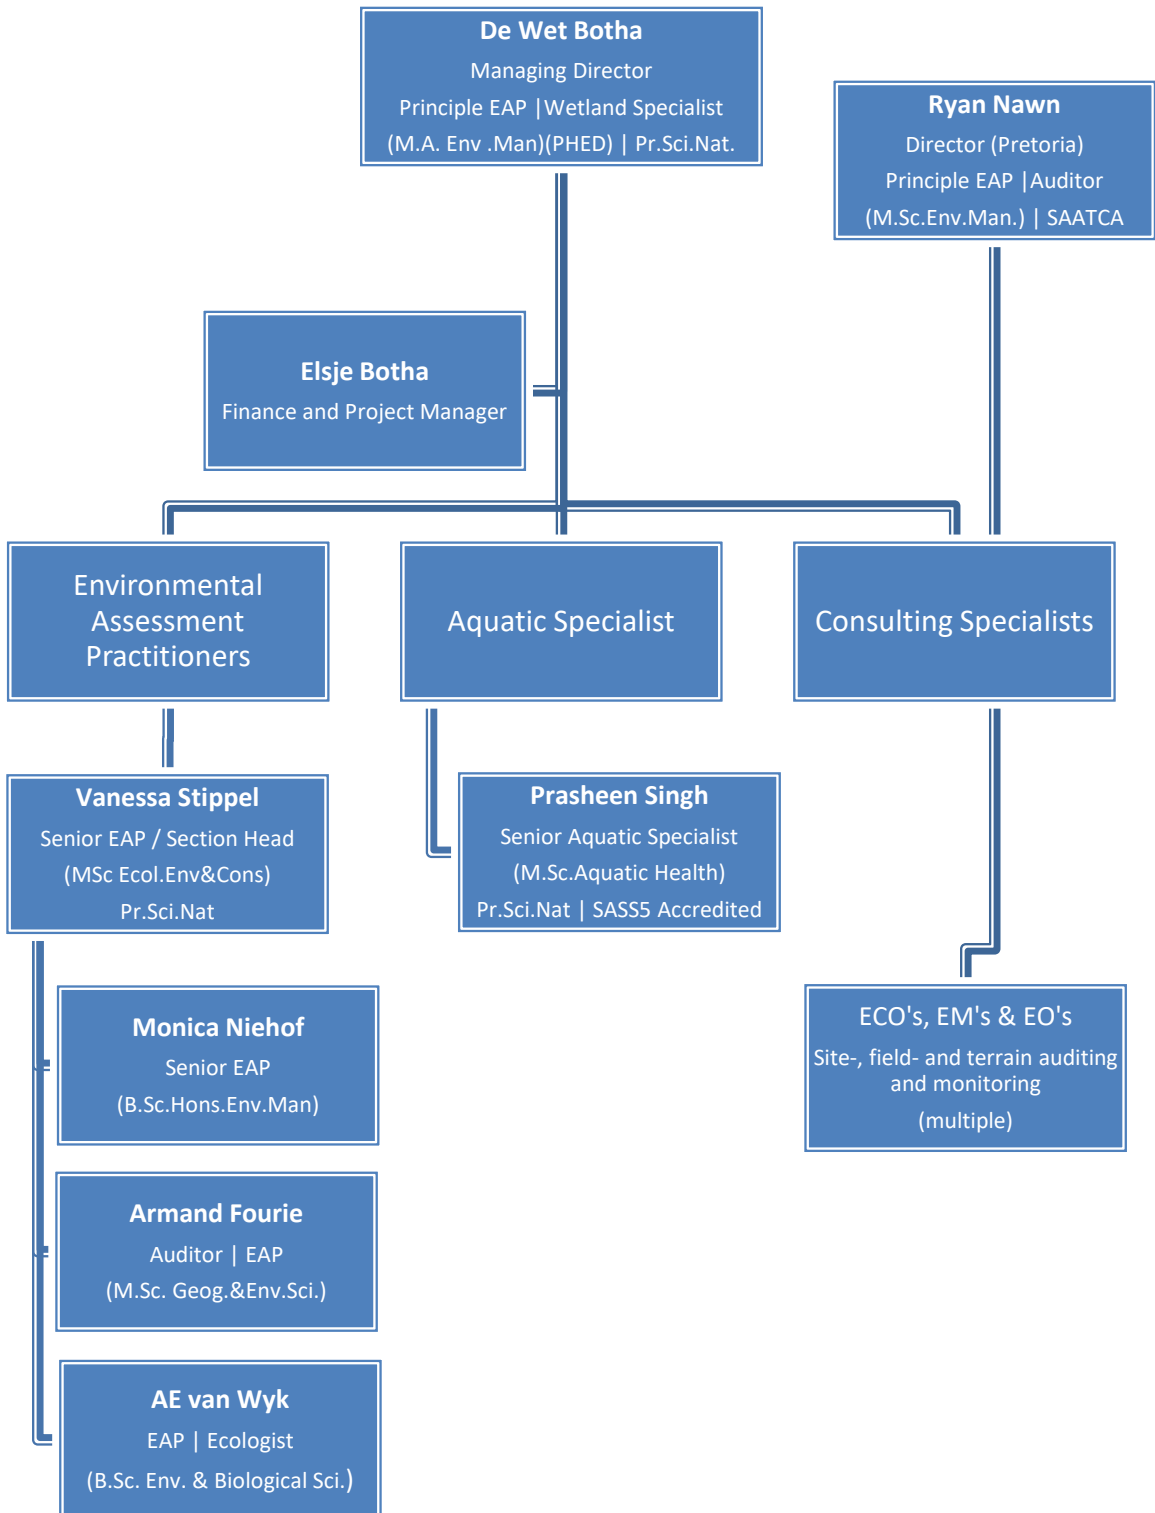 De Wet Botha
Managing Director
Principle EAP |Wetland Specialist
(M.A. Env .Man)(PHED) | Pr.Sci.Nat.
Ryan Nawn
Director (Pretoria)
Principle EAP |Auditor
(M.Sc.Env.Man.) | SAATCA
Elsje Botha
Finance and Project Manager
Environmental
Assessment
Practitioners
Aquatic Specialist
Consulting Specialists
Vanessa Stippel
Senior EAP / Section Head
(MSc Ecol.Env&Cons)
Pr.Sci.Nat
Prasheen Singh
Senior Aquatic Specialist
(M.Sc.Aquatic Health)
Pr.Sci.Nat | SASS5 Accredited
Monica Niehof
Senior EAP
(B.Sc.Hons.Env.Man)
ECO's, EM's & EO's
Site-, field- and terrain auditing
and monitoring
(multiple)
Armand Fourie
Auditor | EAP
(M.Sc. Geog.&Env.Sci.)
AE van Wyk
EAP | Ecologist
(B.Sc. Env. & Biological Sci.)